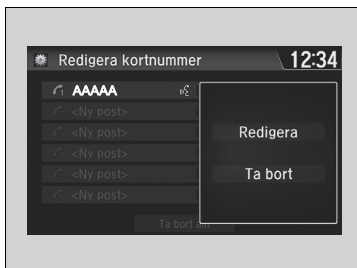 Redigera kortnummer
12:34
AAAAA
<Ny post>
<Ny post>
<Ny post>
<Ny post>
<Ny post>
Redigera
Ta bort
Ta bort all